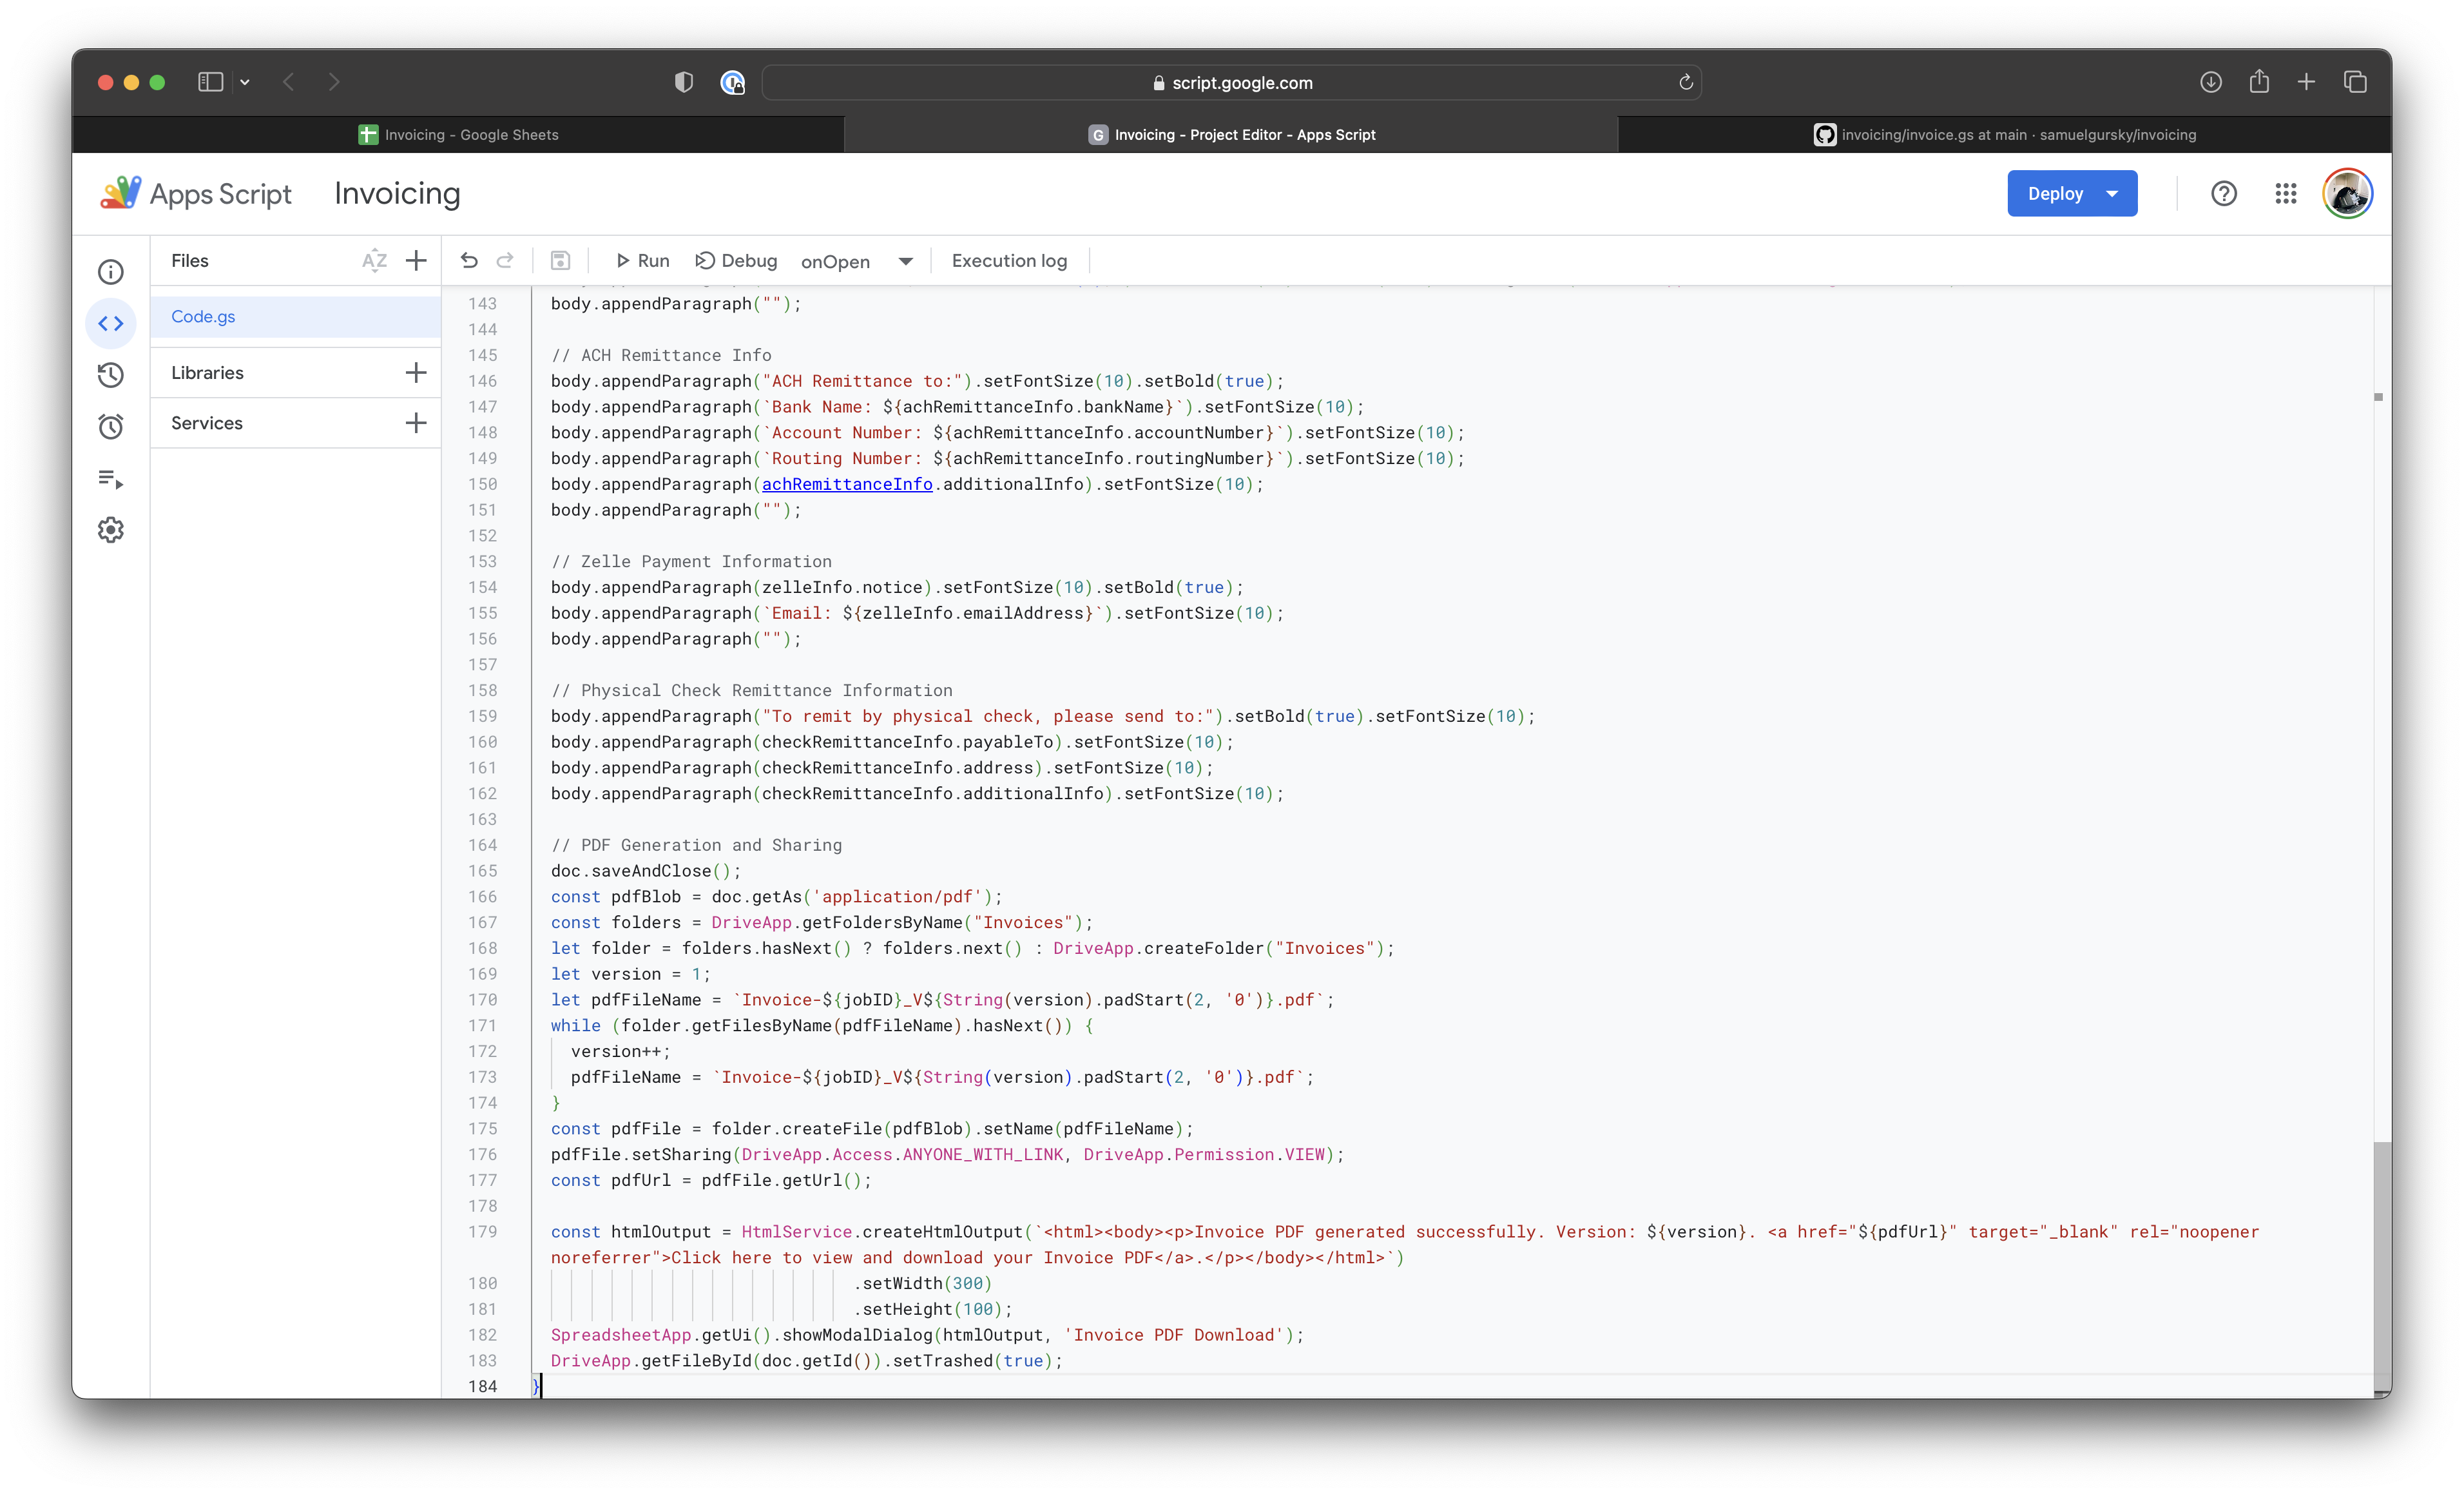 script.google.com
Invoicing - Google Sheets
G Invoicing - Project Editor - Apps Script
invoicing/invoice.gs at main · samuelgursky/invoicing
Apps Script Invoicing
Deploy
Files
AZ
Run
Debug
onOpen
Execution log
Code.gs
Libraries
Services
143 body.appendParagraph("");
144
145 // ACH Remittance Info
146 body.appendParagraph("ACH Remittance to:").setFontSize(10).setBold(true);
147 body.appendParagraph(`Bank Name: ${achRemittanceInfo.bankName}`).setFontSize(10);
148 body.appendParagraph(`Account Number: ${achRemittanceInfo.accountNumber}`).setFontSize(10);
149 body.appendParagraph(`Routing Number: ${achRemittanceInfo.routingNumber}`).setFontSize(10);
150 body.appendParagraph(achRemittanceInfo.additionalInfo).setFontSize(10);
151 body.appendParagraph("");
152
153 // Zelle Payment Information
154 body.appendParagraph(zelleInfo.notice).setFontSize(10).setBold(true);
155 body.appendParagraph(`Email: ${zelleInfo.emailAddress}`).setFontSize(10);
156 body.appendParagraph("");
157
158 // Physical Check Remittance Information
159 body.appendParagraph("To remit by physical check, please send to:").setBold(true).setFontSize(10);
160 body.appendParagraph(checkRemittanceInfo.payableTo).setFontSize(10);
161 body.appendParagraph(checkRemittanceInfo.address).setFontSize(10);
162 body.appendParagraph(checkRemittanceInfo.additionalInfo).setFontSize(10);
163
164 // PDF Generation and Sharing
165 doc.saveAndClose();
166 const pdfBlob = doc.getAs('application/pdf');
167 const folders = DriveApp.getFoldersByName("Invoices");
168 let folder = folders.hasNext() ? folders.next() : DriveApp.createFolder("Invoices");
169 let version = 1;
170 let pdfFileName = `Invoice-${jobID}_V${String(version).padStart(2, '0')}.pdf`;
171 while (folder.getFilesByName(pdfFileName).hasNext()) {
172 version++;
173 pdfFileName = `Invoice-${jobID}_V${String(version).padStart(2, '0')}.pdf`;
174 }
175 const pdfFile = folder.createFile(pdfBlob).setName(pdfFileName);
176 pdfFile.setSharing(DriveApp.Access.ANYONE_WITH_LINK, DriveApp.Permission.VIEW);
177 const pdfUrl = pdfFile.getUrl();
178
179 const htmlOutput = HtmlService.createHtmlOutput(`<html><body><p>Invoice PDF generated successfully. Version: ${version}. <a href="${pdfUrl}" target="_blank" rel="noopener
noreferrer">Click here to view and download your Invoice PDF</a>.</p></body></html>`)
180 .setWidth(300)
181 .setHeight(100);
182 SpreadsheetApp.getUi().showModalDialog(htmlOutput, 'Invoice PDF Download');
183 DriveApp.getFileById(doc.getId()).setTrashed(true);
184 }